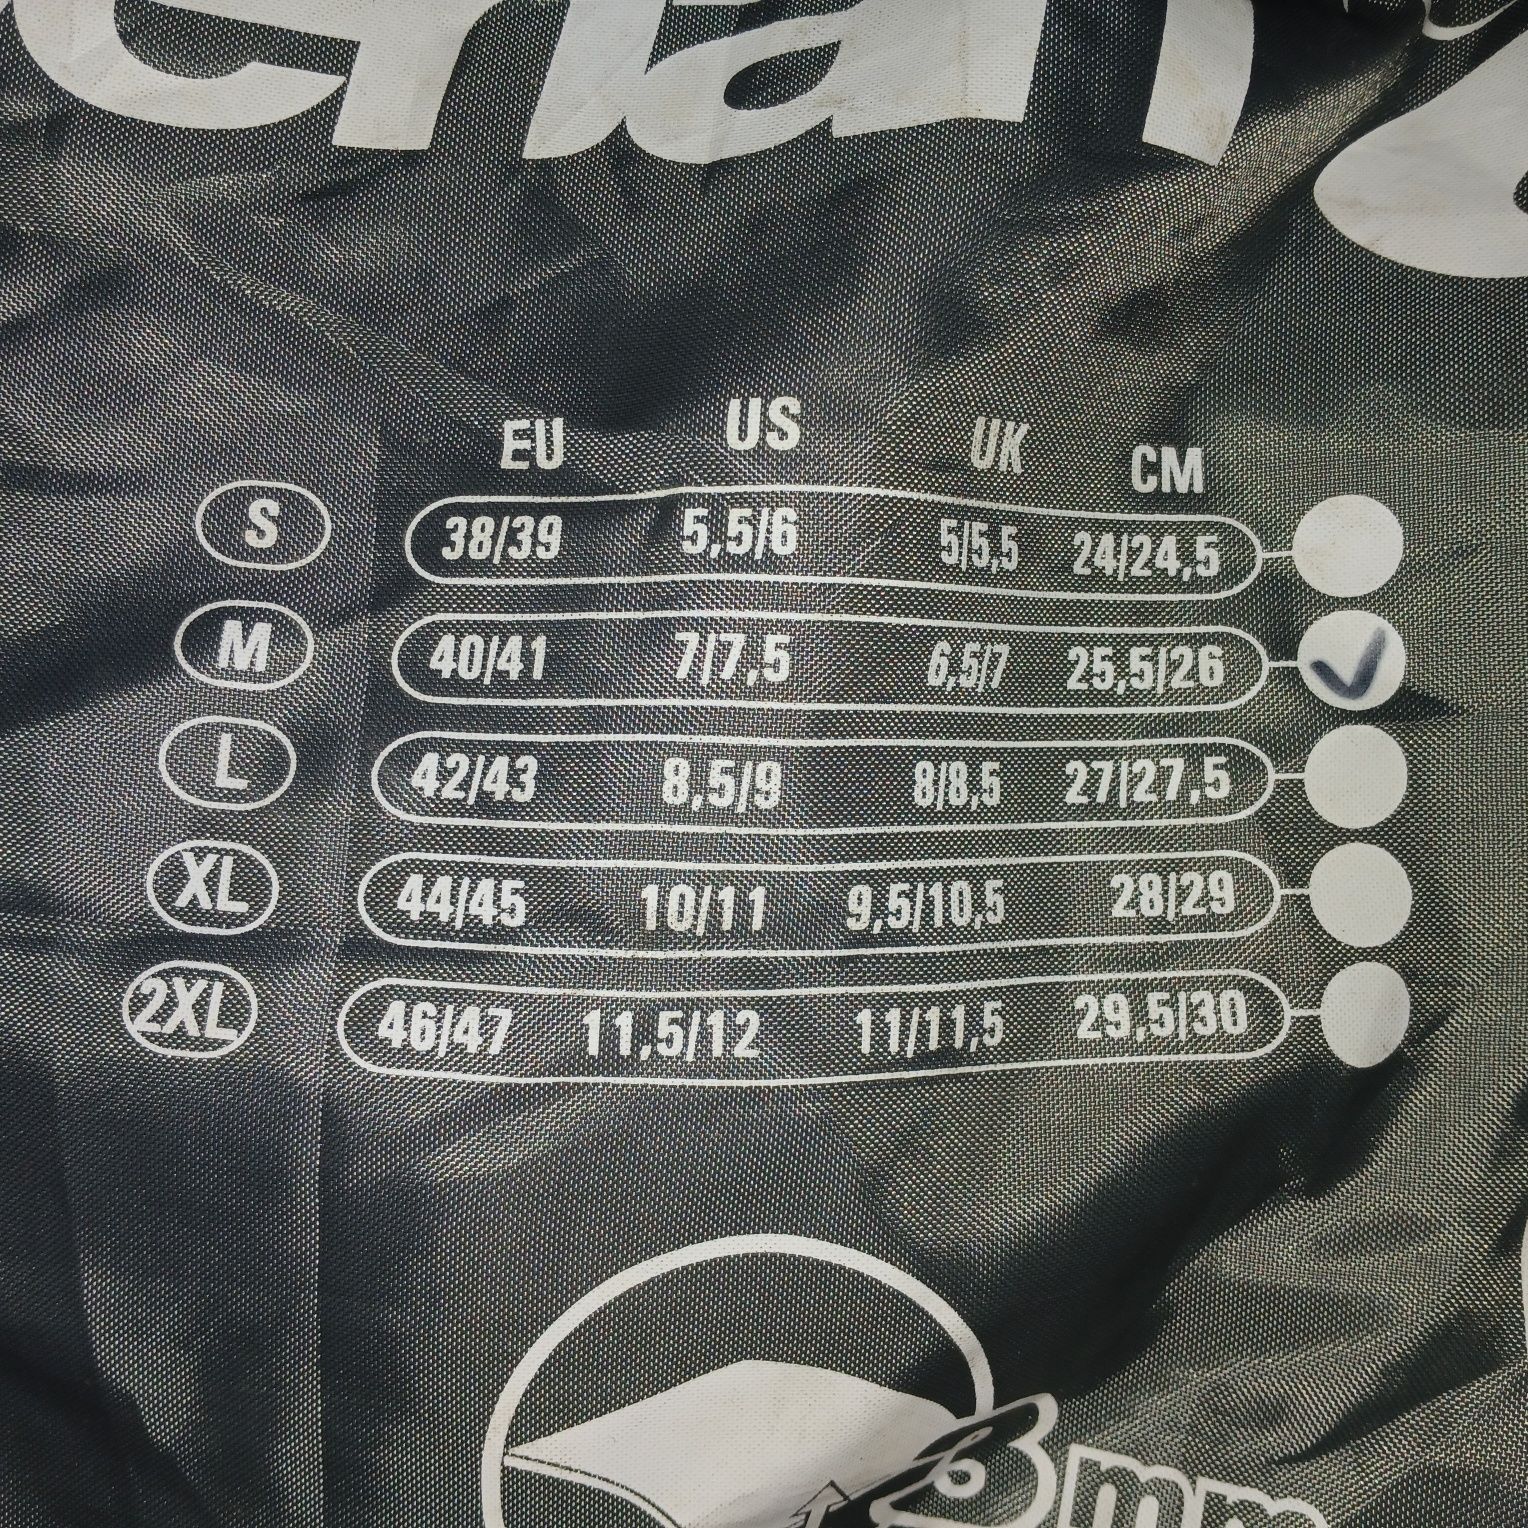 EU US UK CM
S 38/39 5,5/6 5/5.5 24/24,5
M 40/41 7/7,5 6,5/7 25,5/26
L 42/43 8,5/9 8/8,5 27/27,5
XL 44/45 10/11 9,5/10,5 28/29
2XL 46/47 11,5/12 11/11,5 29,5/30
3mm